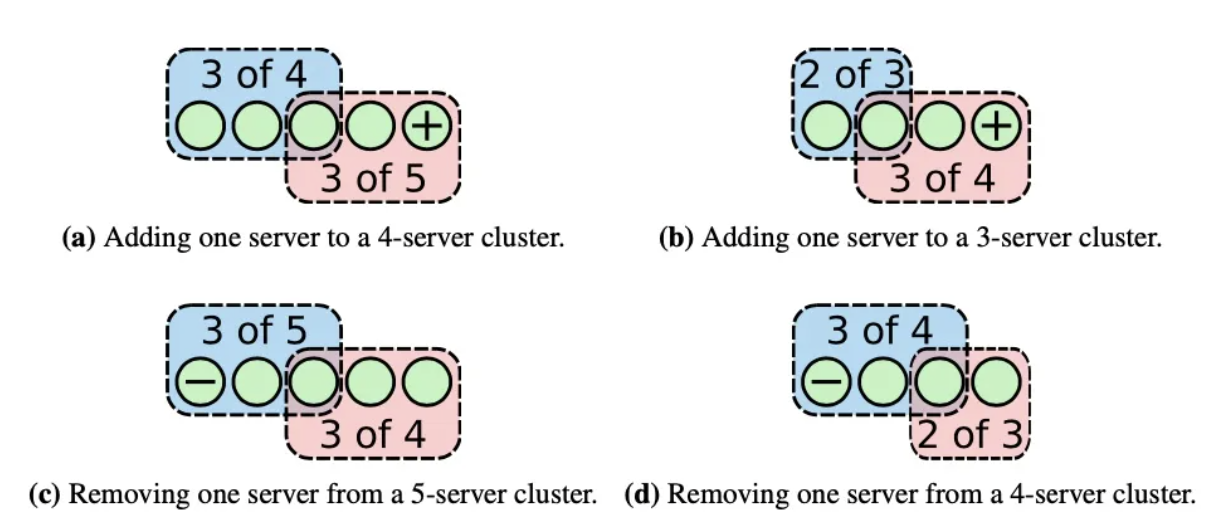 3 of 4
+
3 of 5
(a) Adding one server to a 4-server cluster.
2 of 3
+
3 of 4
(b) Adding one server to a 3-server cluster.
3 of 5
−
3 of 4
(c) Removing one server from a 5-server cluster.
3 of 4
−
2 of 3
(d) Removing one server from a 4-server cluster.